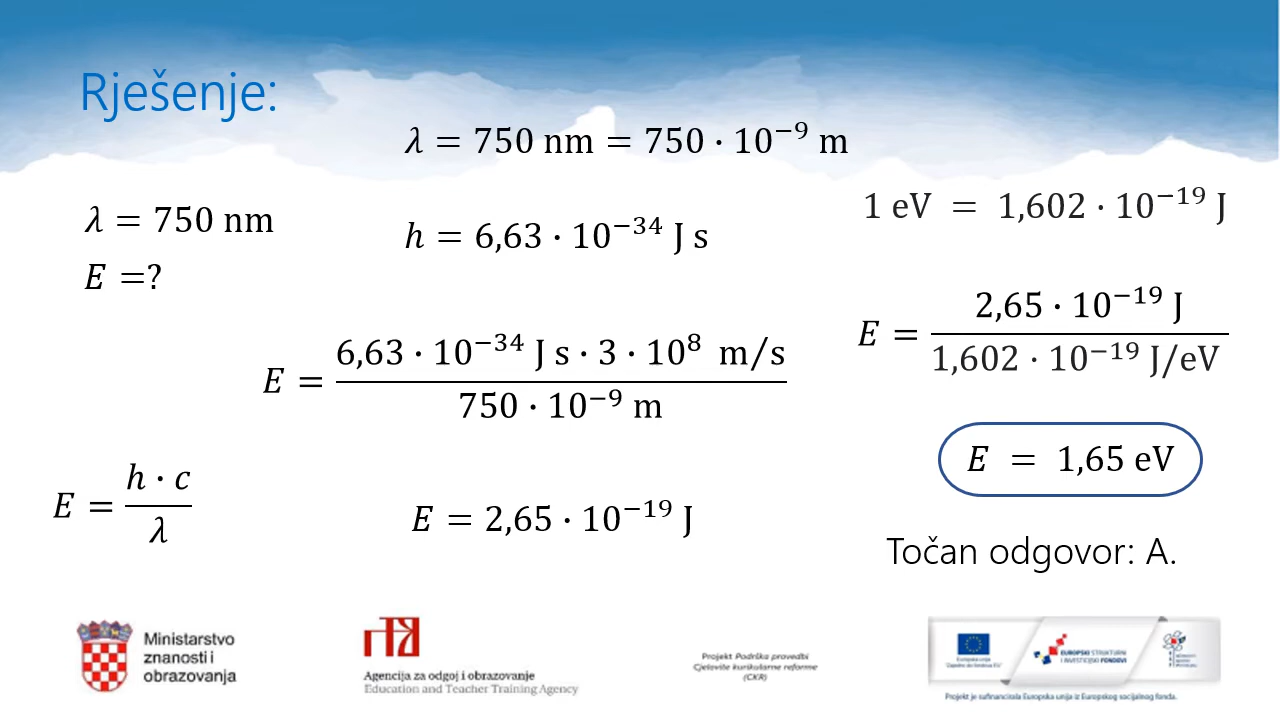 Rješenje:
λ = 750 nm = 750 · 10⁻⁹ m
λ = 750 nm
E =?
h = 6,63 · 10⁻³⁴ J s
1 eV = 1,602 · 10⁻¹⁹ J
E = (6,63 · 10⁻³⁴ J s · 3 · 10⁸ m/s) / (750 · 10⁻⁹ m)
E = (2,65 · 10⁻¹⁹ J) / (1,602 · 10⁻¹⁹ J/eV)
E = (h · c) / λ
E = 2,65 · 10⁻¹⁹ J
E = 1,65 eV
Točan odgovor: A.
Ministarstvo
znanosti i
obrazovanja
Agencija za odgoj i obrazovanje
Education and Teacher Training Agency
Projekt Podrška provedbi
Cjelovite kurikularne reforme
(CKR)
Europska unija
EUROPSKI STRUKTURNI
I INVESTICIJSKI FONDOVI
Projekt je sufinancirala Europska unija iz Europskog socijalnog fonda.